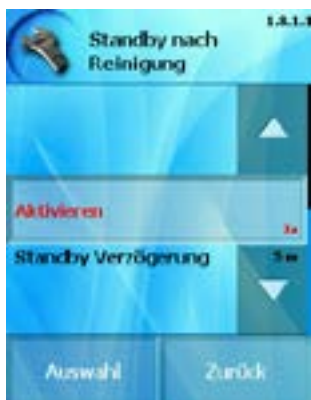 1.8.1.1
Standby nach
Reinigung
Aktivieren
Ja
Standby Verzögerung
5 m
Auswahl
Zurück